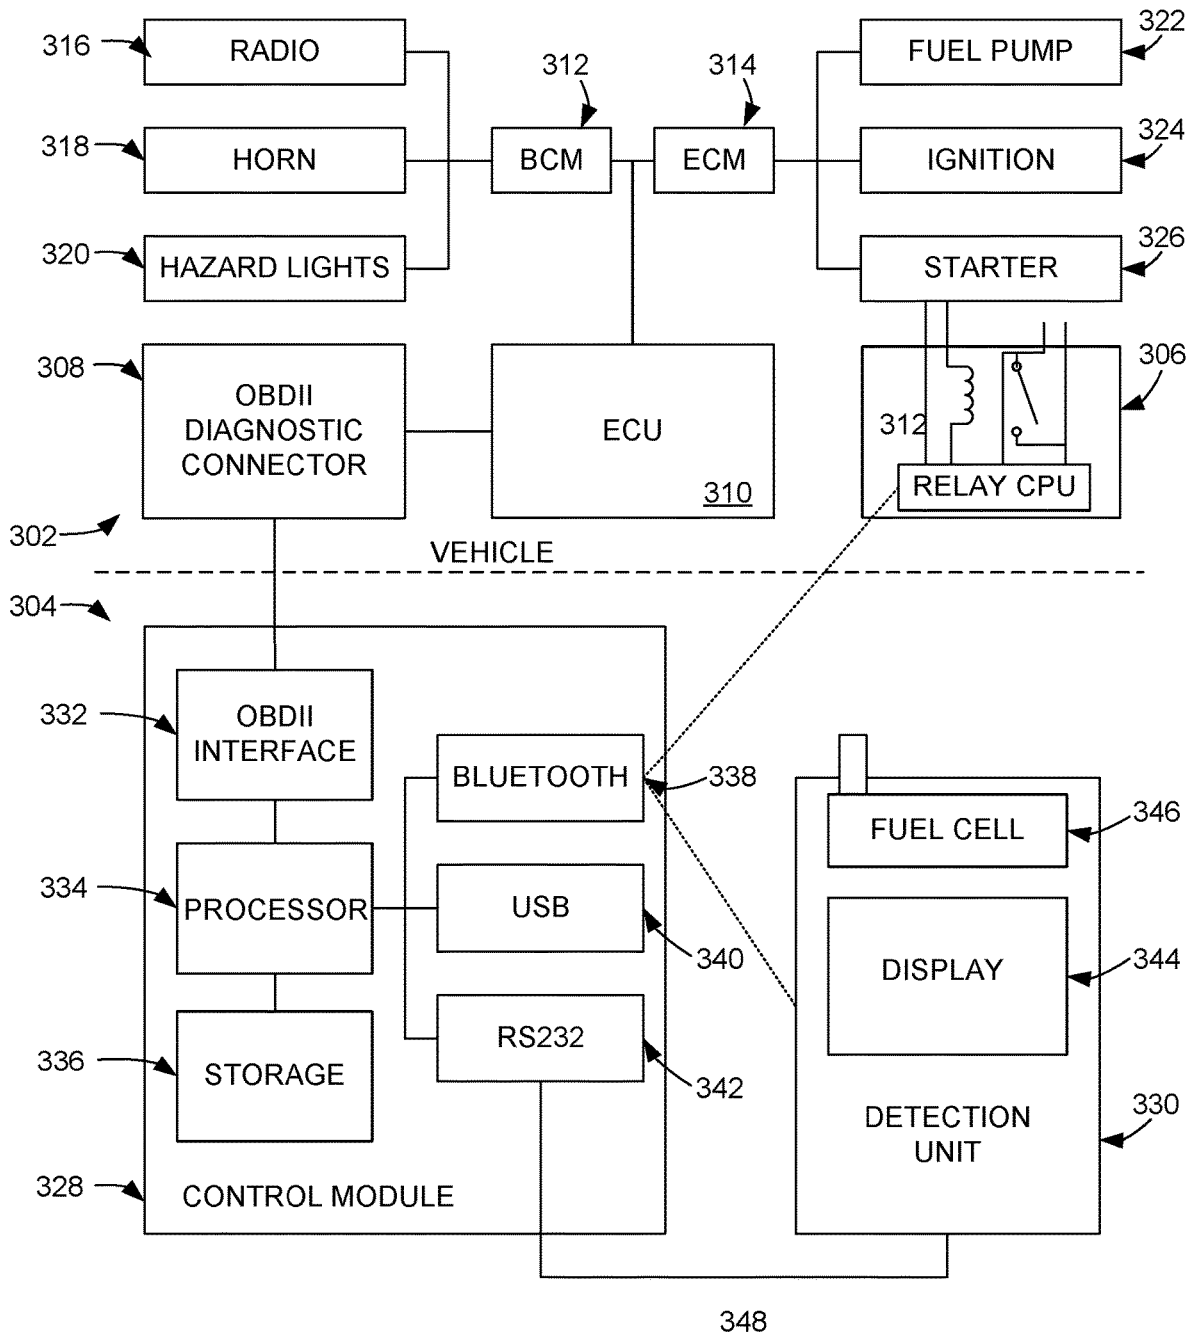 316
RADIO
312
314
FUEL PUMP
322
318
HORN
BCM
ECM
IGNITION
324
320
HAZARD LIGHTS
STARTER
326
308
OBDII
DIAGNOSTIC
CONNECTOR
ECU
310
312
RELAY CPU
306
302
VEHICLE
304
332
OBDII
INTERFACE
BLUETOOTH
338
FUEL CELL
346
334
PROCESSOR
USB
340
DISPLAY
344
336
STORAGE
RS232
342
DETECTION
UNIT
330
328
CONTROL MODULE
348